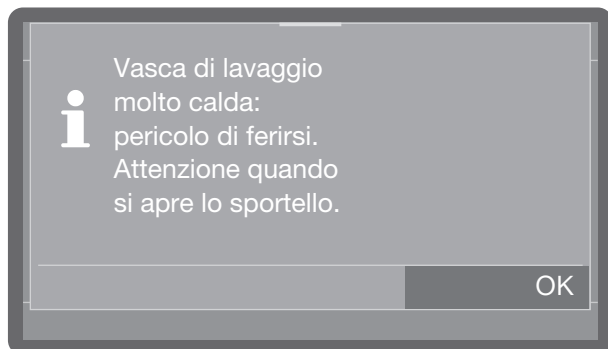 Vasca di lavaggio
molto calda:
pericolo di ferirsi.
Attenzione quando
si apre lo sportello.
OK